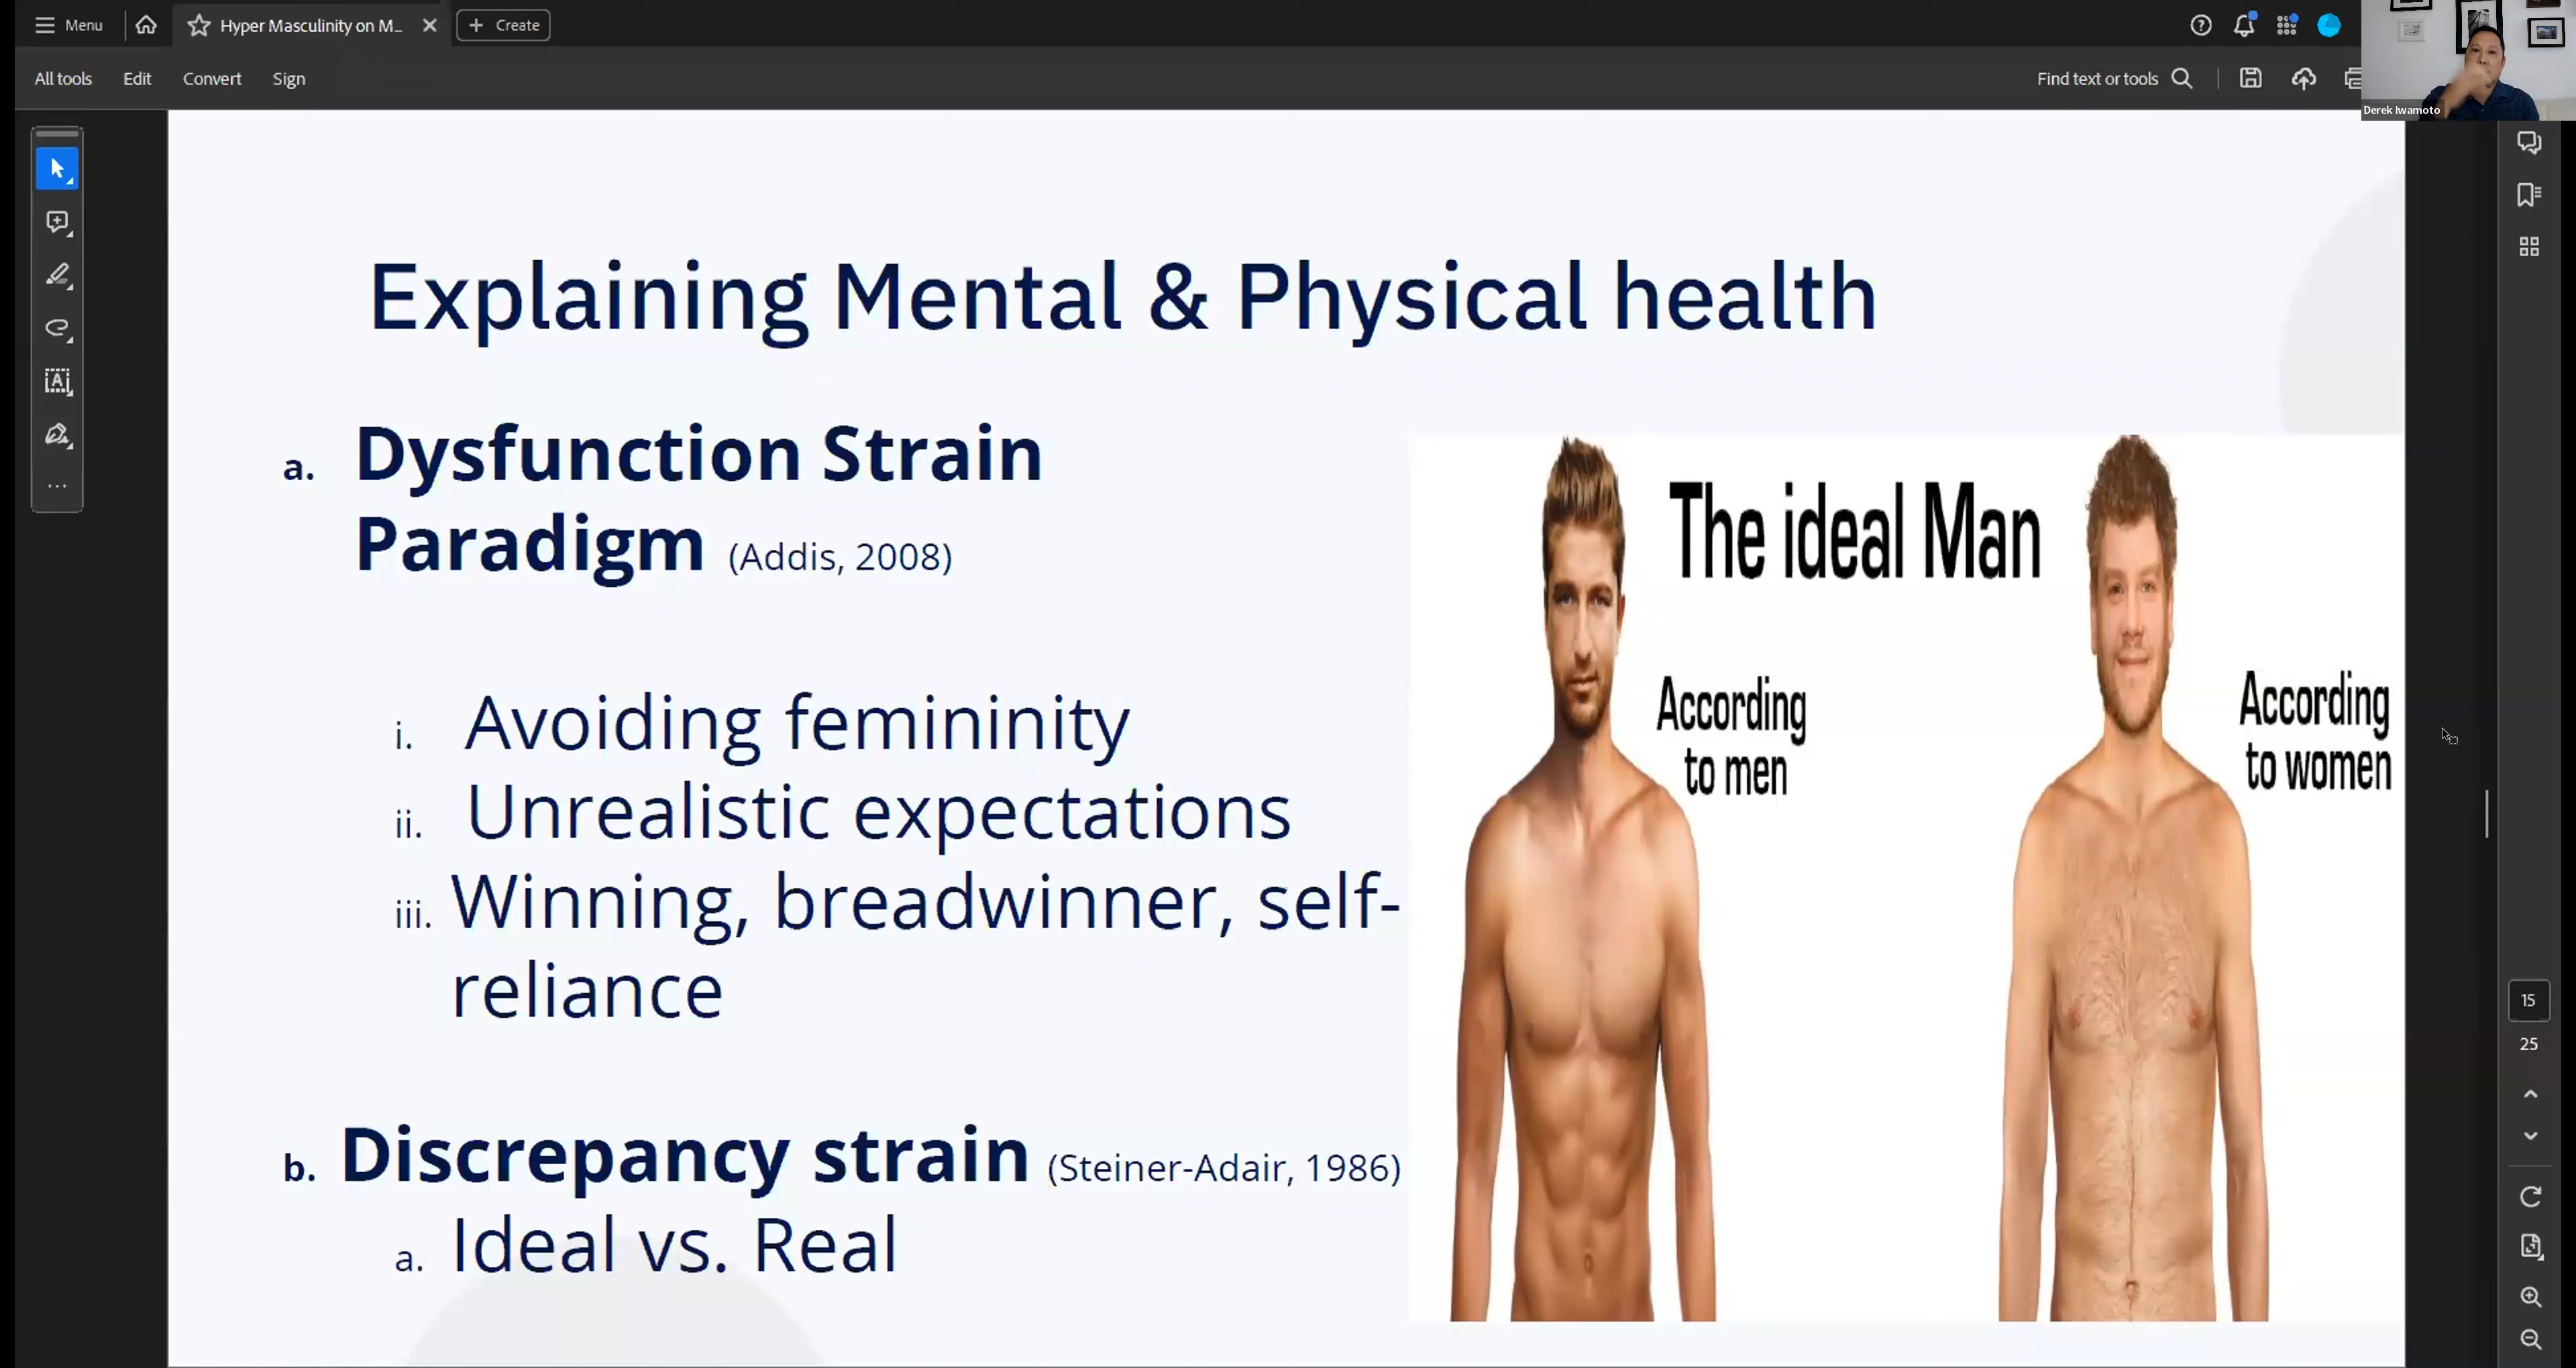 Menu
Hyper Masculinity on M...
Create
All tools
Edit
Convert
Sign
Find text or tools
Derek Iwamoto
Explaining Mental & Physical health
a. Dysfunction Strain
Paradigm (Addis, 2008)
i. Avoiding femininity
ii. Unrealistic expectations
iii. Winning, breadwinner, self-
reliance
b. Discrepancy strain (Steiner-Adair, 1986)
a. Ideal vs. Real
The ideal Man
According
to men
According
to women
15
25